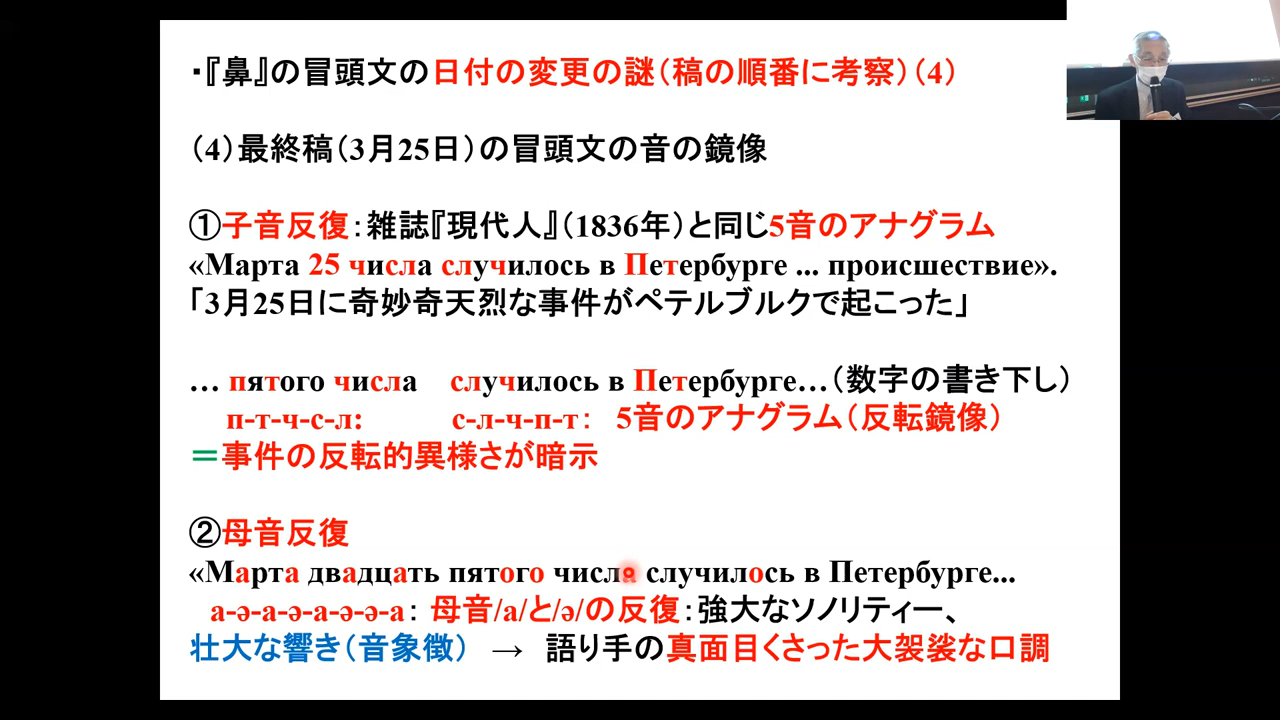 ・『鼻』の冒頭文の日付の変更の謎(稿の順番に考察)(4)
(4)最終稿(3月25日)の冒頭文の音の鏡像
①子音反復:雑誌『現代人』(1836年)と同じ5音のアナグラム
«Марта 25 числа случилось в Петербурге ... происшествие».
「3月25日に奇妙奇天烈な事件がペテルブルクで起こった」
… пятого числа случилось в Петербурге…(数字の書き下し)
п-т-ч-с-л: с-л-ч-п-т: 5音のアナグラム(反転鏡像)
=事件の反転的異様さが暗示
②母音反復
«Марта двадцать пятого числа случилось в Петербурге...
а-ə-а-ə-а-ə-ə-а: 母音/a/と/ə/の反復:強大なソノリティー、
壮大な響き(音象徴) → 語り手の真面目くさった大袈裟な口調